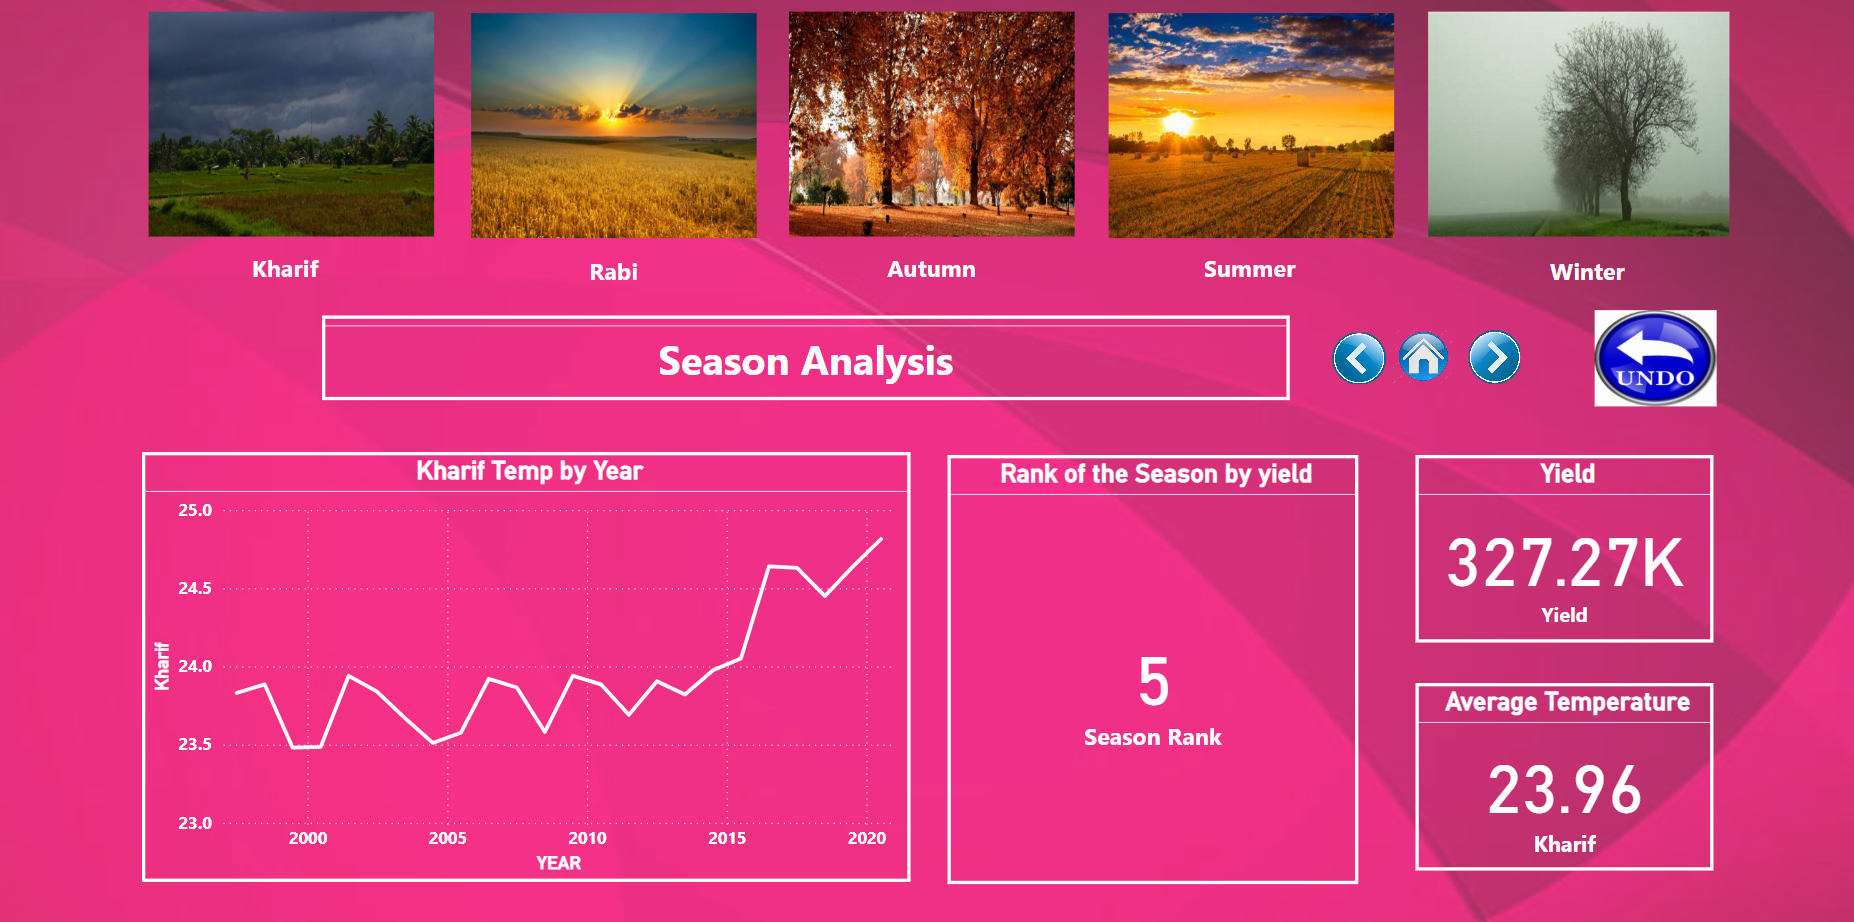 Kharif
Rabi
Autumn
Summer
Winter
Season Analysis
UNDO
Kharif Temp by Year
25.0
24.5
24.0
23.5
23.0
Kharif
2000 2005 2010 2015 2020
YEAR
Rank of the Season by yield
5
Season Rank
Yield
327.27K
Yield
Average Temperature
23.96
Kharif